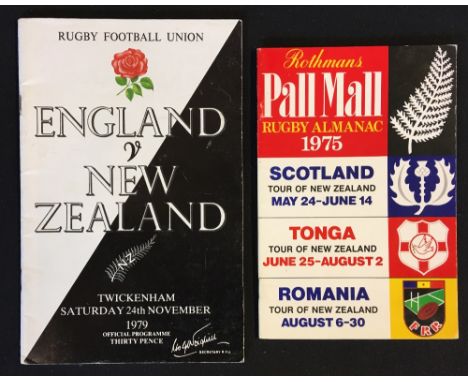 RUGBY FOOTBALL UNION
ENGLAND
v
NEW
ZEALAND
NZ
TWICKENHAM
SATURDAY 24th NOVEMBER
1979
OFFICIAL PROGRAMME
THIRTY PENCE
SECRETARY R.F.U.
Rothmans
Pall Mall
RUGBY ALMANAC
1975
SCOTLAND
TOUR OF NEW ZEALAND
MAY 24-JUNE 14
TONGA
TOUR OF NEW ZEALAND
JUNE 25-AUGUST 2
ROMANIA
TOUR OF NEW ZEALAND
AUGUST 6-30
FRR